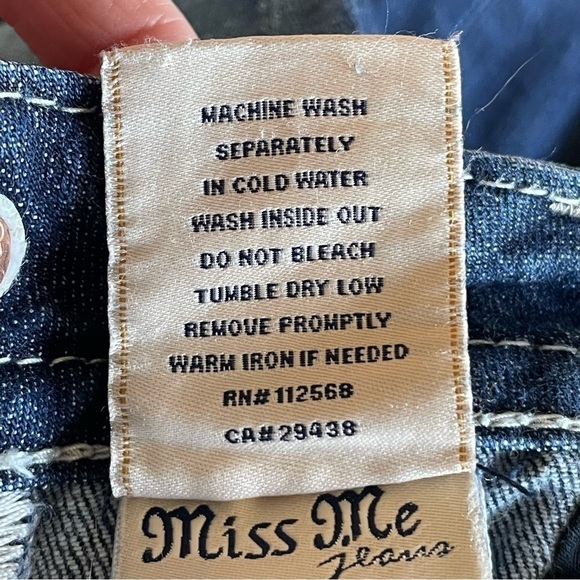 MACHINE WASH
SEPARATELY
IN COLD WATER
WASH INSIDE OUT
DO NOT BLEACH
TUMBLE DRY LOW
REMOVE PROMPTLY
WARM IRON IF NEEDED
RN# 112568
CA# 29438
Miss Me
Jeans